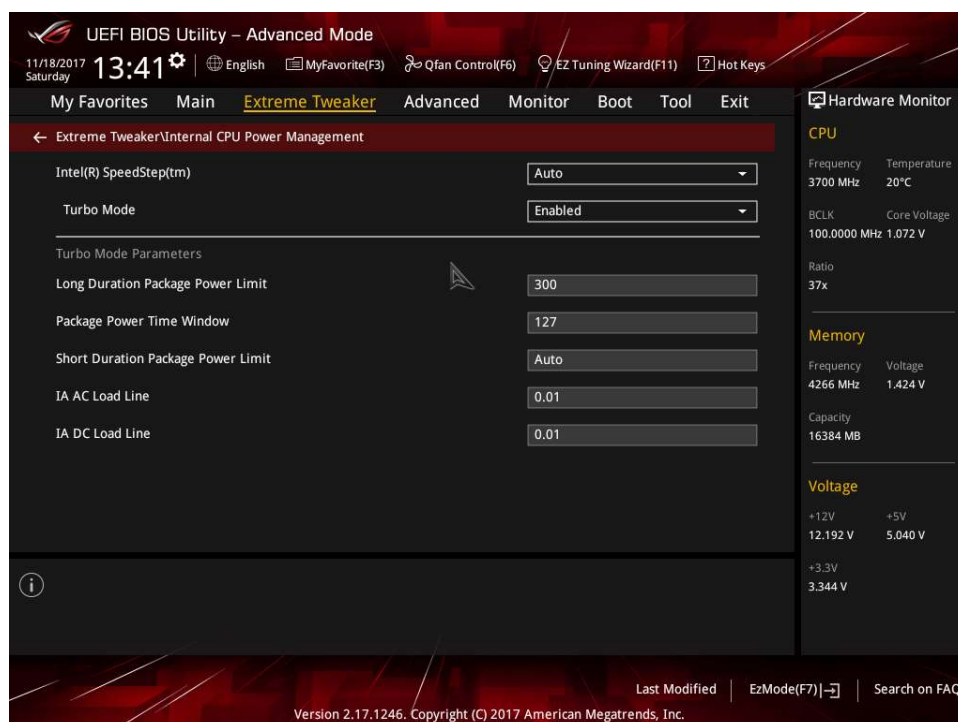 UEFI BIOS Utility – Advanced Mode
11/18/2017
Saturday
13:41
English
MyFavorite(F3)
Qfan Control(F6)
EZ Tuning Wizard(F11)
? Hot Keys
My Favorites Main Extreme Tweaker Advanced Monitor Boot Tool Exit
Hardware Monitor
← Extreme Tweaker\Internal CPU Power Management
Intel(R) SpeedStep(tm) Auto
Turbo Mode Enabled
Turbo Mode Parameters
Long Duration Package Power Limit 300
Package Power Time Window 127
Short Duration Package Power Limit Auto
IA AC Load Line 0.01
IA DC Load Line 0.01
CPU
Frequency Temperature
3700 MHz 20°C
BCLK Core Voltage
100.0000 MHz 1.072 V
Ratio
37x
Memory
Frequency Voltage
4266 MHz 1.424 V
Capacity
16384 MB
Voltage
+12V +5V
12.192 V 5.040 V
+3.3V
3.344 V
i
Last Modified
EzMode(F7)
Search on FAQ
Version 2.17.1246. Copyright (C) 2017 American Megatrends, Inc.